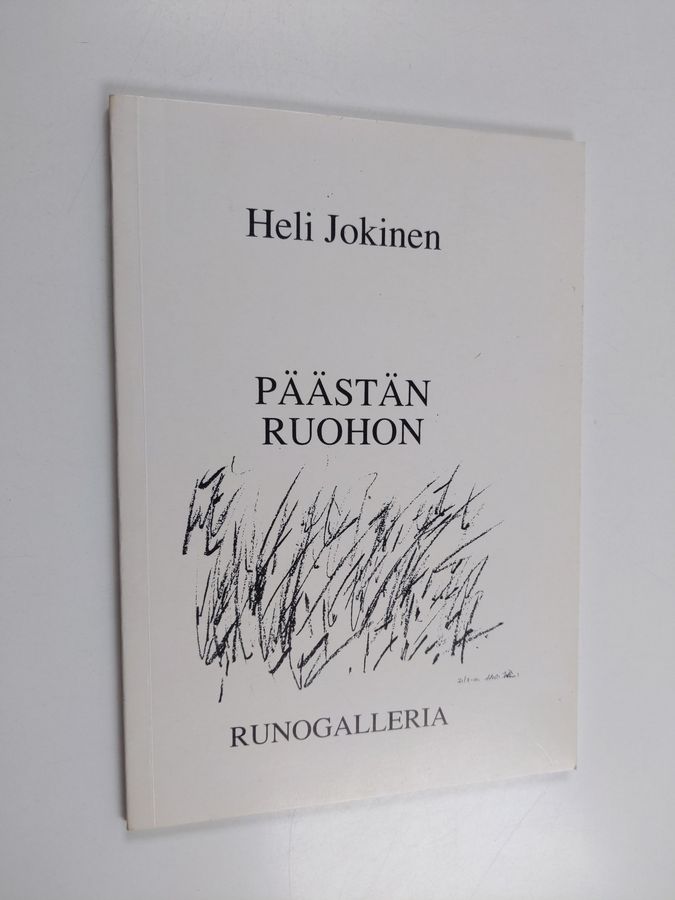 Heli Jokinen
PÄÄSTÄN
RUOHON
RUNOGALLERIA